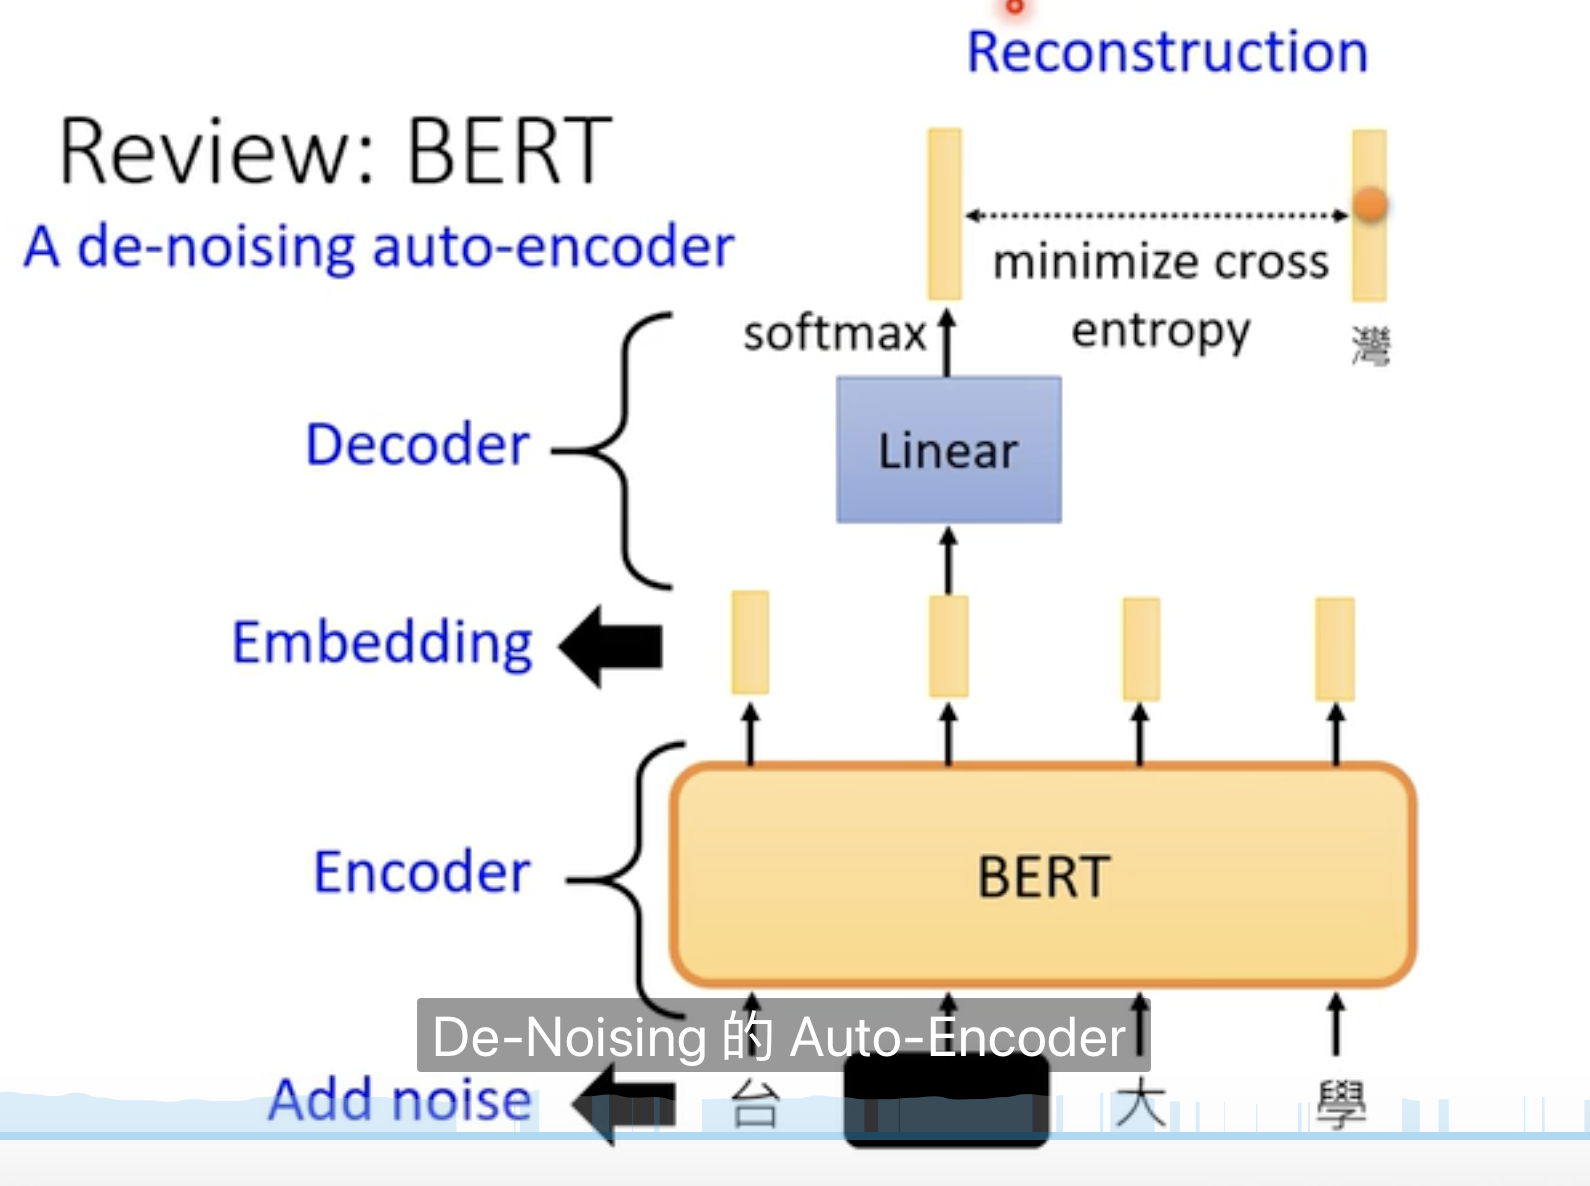 Reconstruction
Review: BERT
A de-noising auto-encoder
minimize cross
entropy
softmax
灣
Decoder
Linear
Embedding
Encoder
BERT
De-Noising 的 Auto-Encoder
Add noise
台
大
學